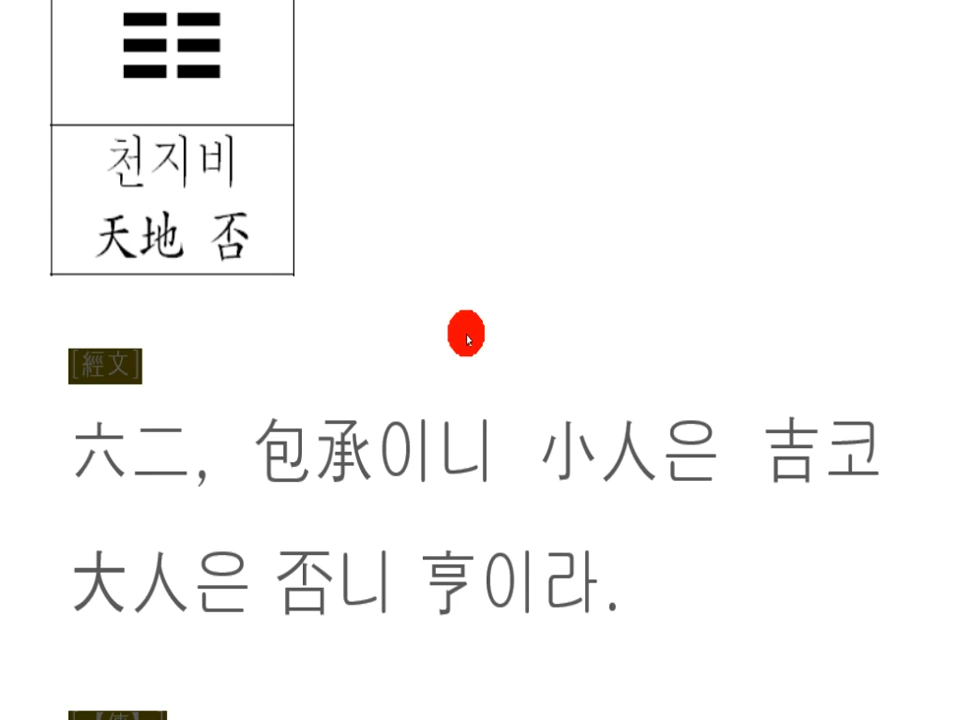 천지비
天地 否
[經文]
六二, 包承이니 小人은 吉코
大人은 否니 亨이라.
[【傳】]